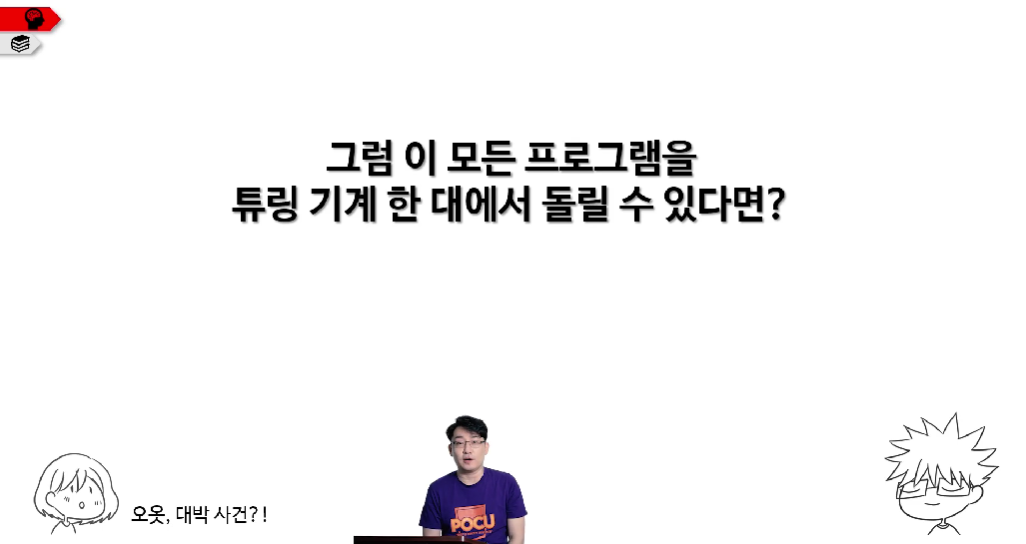 그럼 이 모든 프로그램을
튜링 기계 한 대에서 돌릴 수 있다면?
오옷, 대박 사건?!
POCU